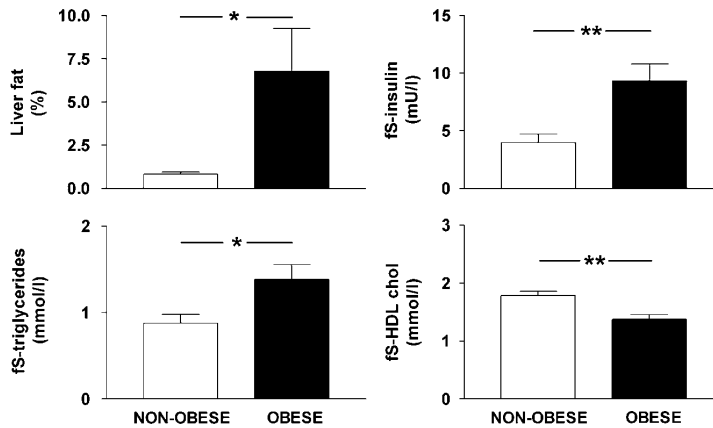 Liver fat
(%)
10.0
7.5
5.0
2.5
0.0
*
fS-insulin
(mU/l)
15
10
5
0
**
fS-triglycerides
(mmol/l)
2
1
0
*
NON-OBESE OBESE
fS-HDL chol
(mmol/l)
3
2
1
0
**
NON-OBESE OBESE